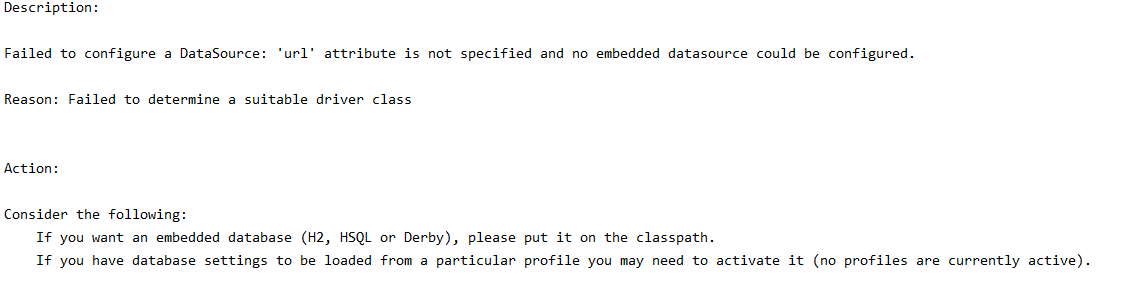 Description:
Failed to configure a DataSource: 'url' attribute is not specified and no embedded datasource could be configured.
Reason: Failed to determine a suitable driver class
Action:
Consider the following:
If you want an embedded database (H2, HSQL or Derby), please put it on the classpath.
If you have database settings to be loaded from a particular profile you may need to activate it (no profiles are currently active).